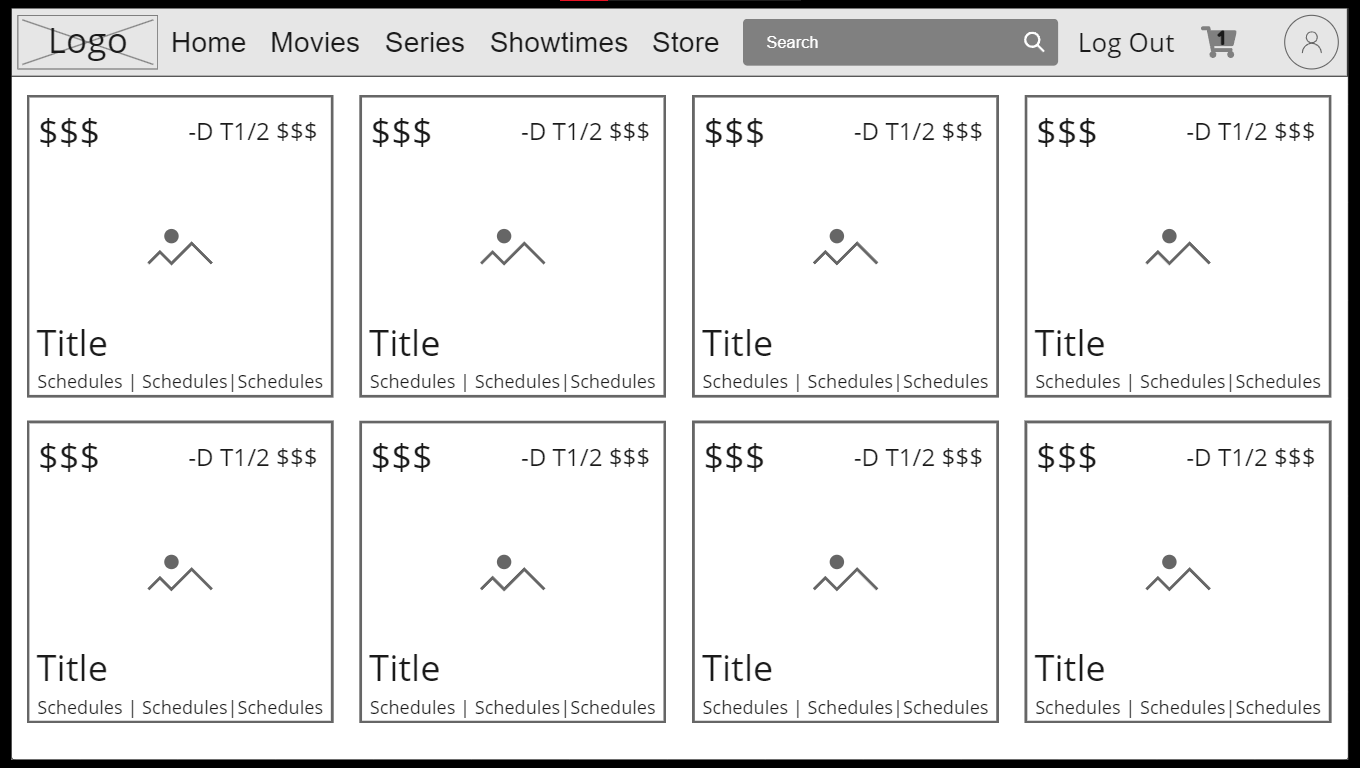 Logo Home Movies Series Showtimes Store Search Log Out 1
$$$ -D T1/2 $$$ $$$ -D T1/2 $$$ $$$ -D T1/2 $$$ $$$ -D T1/2 $$$
Title Title Title Title
Schedules | Schedules|Schedules Schedules | Schedules|Schedules Schedules | Schedules|Schedules Schedules | Schedules|Schedules
$$$ -D T1/2 $$$ $$$ -D T1/2 $$$ $$$ -D T1/2 $$$ $$$ -D T1/2 $$$
Title Title Title Title
Schedules | Schedules|Schedules Schedules | Schedules|Schedules Schedules | Schedules|Schedules Schedules | Schedules|Schedules